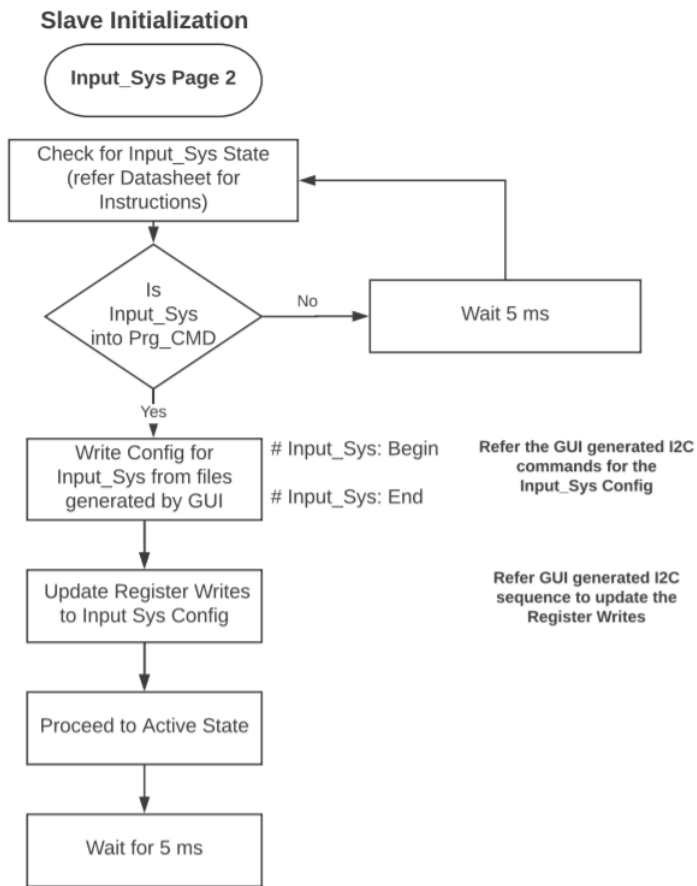 Slave Initialization
Input_Sys Page 2
Check for Input_Sys State
(refer Datasheet for
Instructions)
Is
Input_Sys
into Prg_CMD
No
Wait 5 ms
Yes
Write Config for
Input_Sys from files
generated by GUI
# Input_Sys: Begin
# Input_Sys: End
Refer the GUI generated I2C
commands for the
Input_Sys Config
Update Register Writes
to Input Sys Config
Refer GUI generated I2C
sequence to update the
Register Writes
Proceed to Active State
Wait for 5 ms